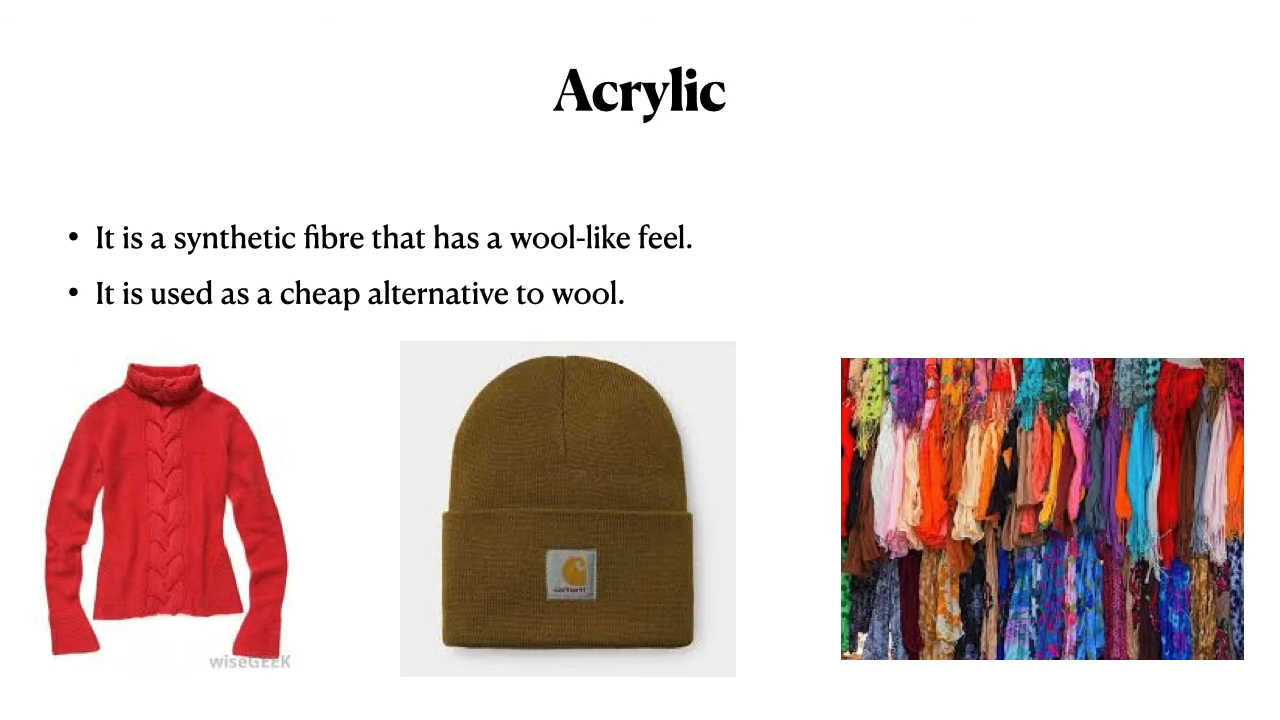 Acrylic
• It is a synthetic fibre that has a wool-like feel.
• It is used as a cheap alternative to wool.
carhartt
wiseGEEK